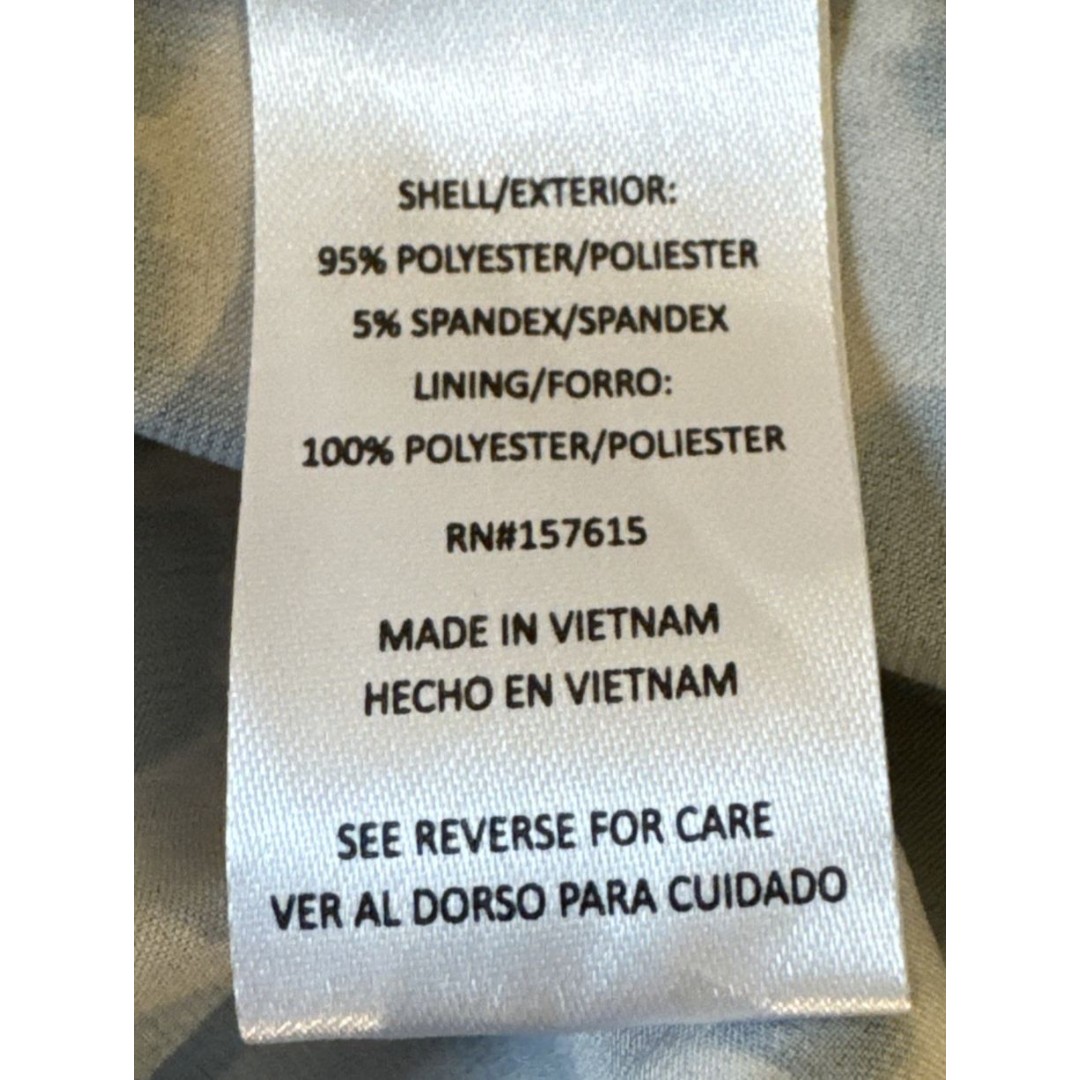 SHELL/EXTERIOR:
95% POLYESTER/POLIESTER
5% SPANDEX/SPANDEX
LINING/FORRO:
100% POLYESTER/POLIESTER
RN#157615
MADE IN VIETNAM
HECHO EN VIETNAM
SEE REVERSE FOR CARE
VER AL DORSO PARA CUIDADO